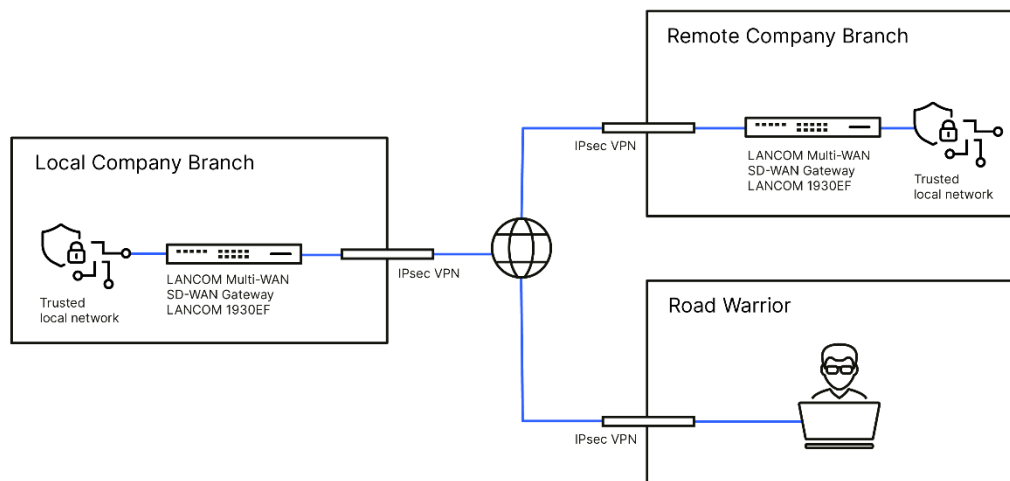 Remote Company Branch
IPsec VPN
LANCOM Multi-WAN
SD-WAN Gateway
LANCOM 1930EF
Trusted
local network
Local Company Branch
Trusted
local network
LANCOM Multi-WAN
SD-WAN Gateway
LANCOM 1930EF
IPsec VPN
Road Warrior
IPsec VPN